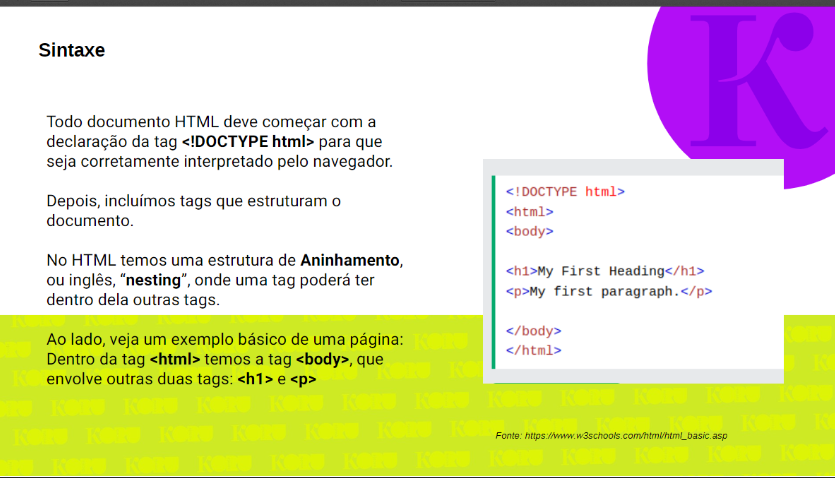 Sintaxe
Todo documento HTML deve começar com a
declaração da tag <!DOCTYPE html> para que
seja corretamente interpretado pelo navegador.
Depois, incluímos tags que estruturam o
documento.
No HTML temos uma estrutura de Aninhamento,
ou inglês, “nesting”, onde uma tag poderá ter
dentro dela outras tags.
Ao lado, veja um exemplo básico de uma página:
Dentro da tag <html> temos a tag <body>, que
envolve outras duas tags: <h1> e <p>
K
<!DOCTYPE html>
<html>
<body>
<h1>My First Heading</h1>
<p>My first paragraph.</p>
</body>
</html>
Fonte: https://www.w3schools.com/html/html_basic.asp